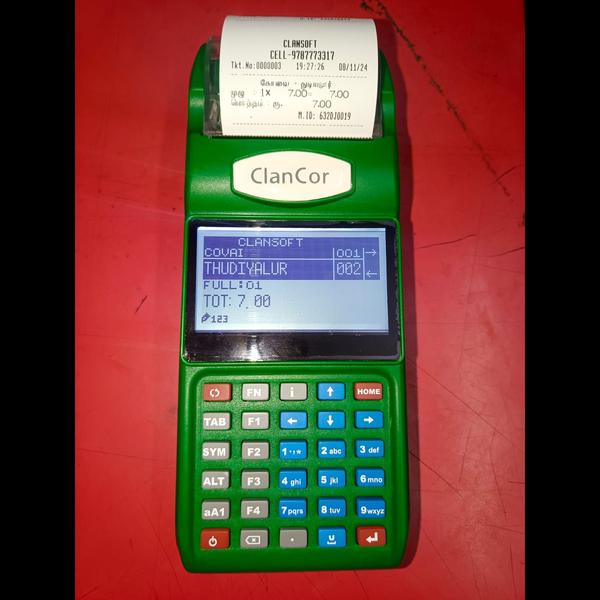 CLANSOFT
CELL-9787773317
Tkt.No:0000003 19:27:26 08/11/24
கோவை - துடியலூர்
முழு : 1x 7.00= 7.00
மொத்தம் : ரூ. 7.00
M.ID: 6320J0019
ClanCor
CLANSOFT
COVAI 001 →
THUDIYALUR 002 ←
FULL:01
TOT: 7.00
123
FN i ↑ HOME
TAB F1 ← ↓ →
SYM F2 1 2 abc 3 def
ALT F3 4 ghi 5 jkl 6 mno
aA1 F4 7 pqrs 8 tuv 9 wxyz